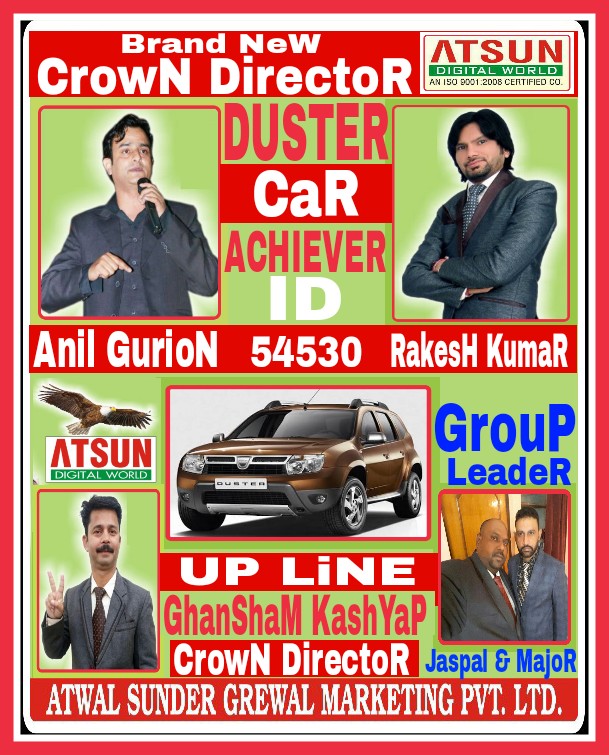 Brand NeW
CrowN DirectoR
ATSUN
DIGITAL WORLD
AN ISO 9001:2008 CERTIFIED CO.
DUSTER
CaR
ACHIEVER
ID
Anil GurioN 54530 RakesH KumaR
ATSUN
DIGITAL WORLD
DUSTER
GrouP
LeadeR
UP LiNE
GhanShaM KashYaP
CrowN DirectoR
Jaspal & MajoR
ATWAL SUNDER GREWAL MARKETING PVT. LTD.